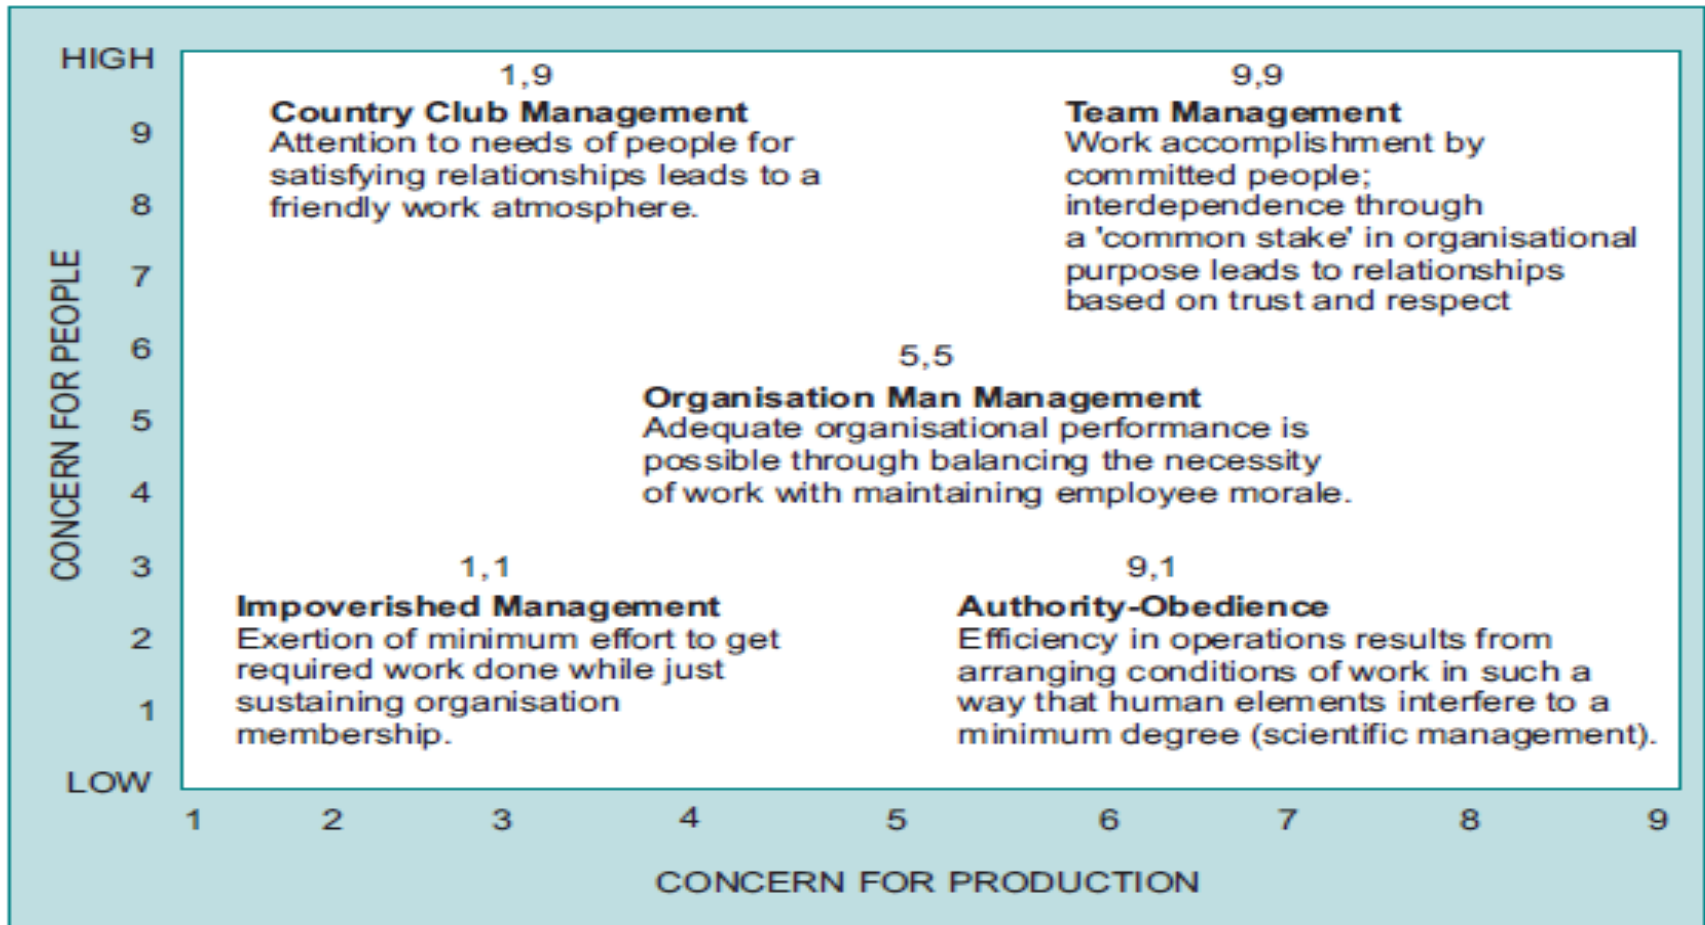 HIGH
1,9
Country Club Management
Attention to needs of people for
satisfying relationships leads to a
friendly work atmosphere.
9,9
Team Management
Work accomplishment by
committed people;
interdependence through
a 'common stake' in organisational
purpose leads to relationships
based on trust and respect
5,5
Organisation Man Management
Adequate organisational performance is
possible through balancing the necessity
of work with maintaining employee morale.
1,1
Impoverished Management
Exertion of minimum effort to get
required work done while just
sustaining organisation
membership.
9,1
Authority-Obedience
Efficiency in operations results from
arranging conditions of work in such a
way that human elements interfere to a
minimum degree (scientific management).
CONCERN FOR PEOPLE
9
8
7
6
5
4
3
2
1
LOW
1 2 3 4 5 6 7 8 9
CONCERN FOR PRODUCTION